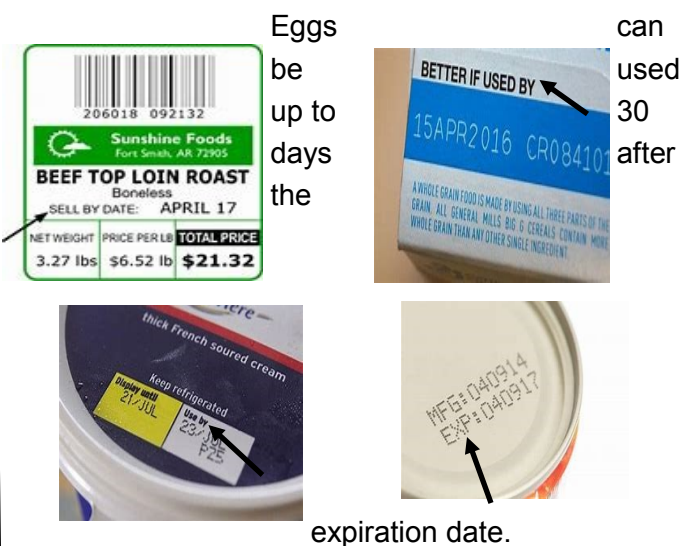 Eggs can
be used
up to 30
days after
the
206018 092132
Sunshine Foods
Fort Smith, AR 72905
BEEF TOP LOIN ROAST
Boneless
SELL BY DATE: APRIL 17
NET WEIGHT PRICE PER LB TOTAL PRICE
3.27 lbs $6.52 lb $21.32
BETTER IF USED BY
15APR2016 CR084101
A WHOLE GRAIN FOOD IS MADE BY USING ALL THREE PARTS OF THE
GRAIN. ALL GENERAL MILLS BIG G CEREALS CONTAIN MORE
WHOLE GRAIN THAN ANY OTHER SINGLE INGREDIENT.
thick French soured cream
Keep refrigerated
Display until
21/JUL
Use by
23/JUL
P25
MFG:040914
EXP:040917
expiration date.